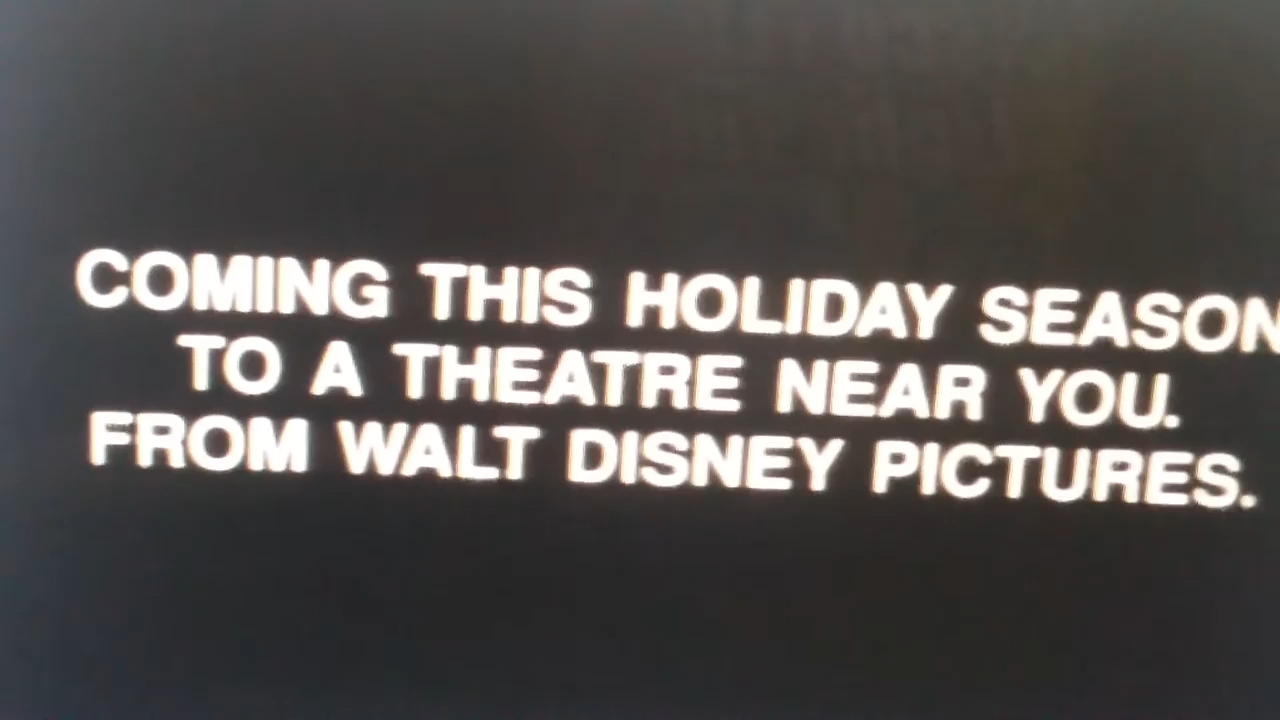 COMING THIS HOLIDAY SEASON
TO A THEATRE NEAR YOU.
FROM WALT DISNEY PICTURES.